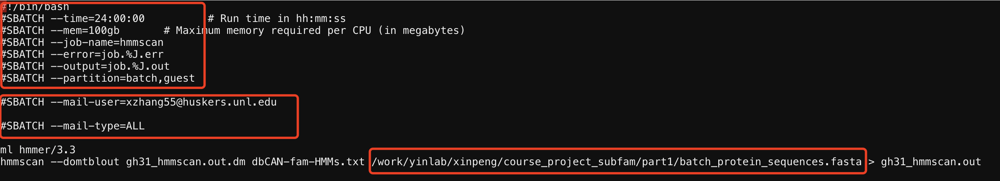 #!/bin/bash
#SBATCH --time=24:00:00          # Run time in hh:mm:ss
#SBATCH --mem=100gb       # Maximum memory required per CPU (in megabytes)
#SBATCH --job-name=hmmscan
#SBATCH --error=job.%J.err
#SBATCH --output=job.%J.out
#SBATCH --partition=batch,guest
#SBATCH --mail-user=xzhang55@huskers.unl.edu
#SBATCH --mail-type=ALL
ml hmmer/3.3
hmmscan --domtblout gh31_hmmscan.out.dm dbCAN-fam-HMMs.txt /work/yinlab/xinpeng/course_project_subfam/part1/batch_protein_sequences.fasta > gh31_hmmscan.out